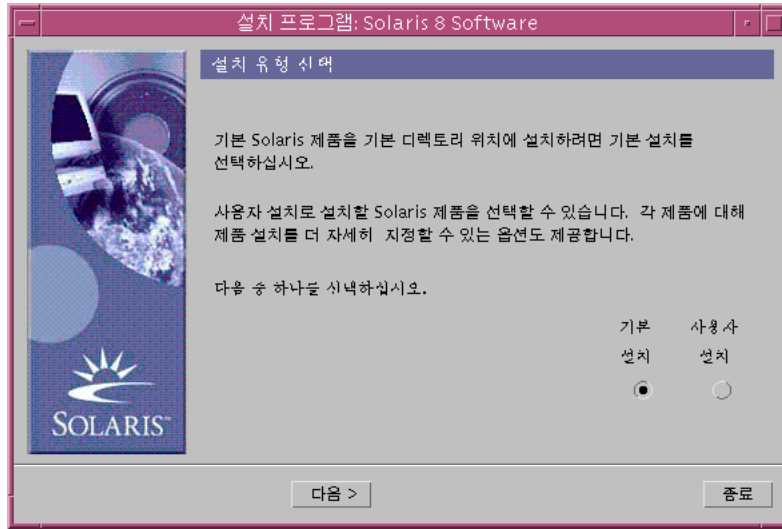 설치 프로그램: Solaris 8 Software
설치 유형 선택
기본 Solaris 제품을 기본 디렉토리 위치에 설치하려면 기본 설치를
선택하십시오.
사용자 설치로 설치할 Solaris 제품을 선택할 수 있습니다. 각 제품에 대해
제품 설치를 더 자세히 지정할 수 있는 옵션도 제공합니다.
다음 중 하나를 선택하십시오.
기본 사용자
설치 설치
SOLARIS™
다음 >
종료